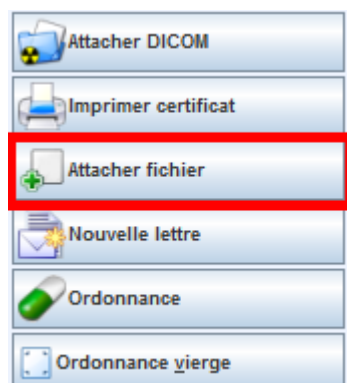 Attacher DICOM
Imprimer certificat
Attacher fichier
Nouvelle lettre
Ordonnance
Ordonnance vierge